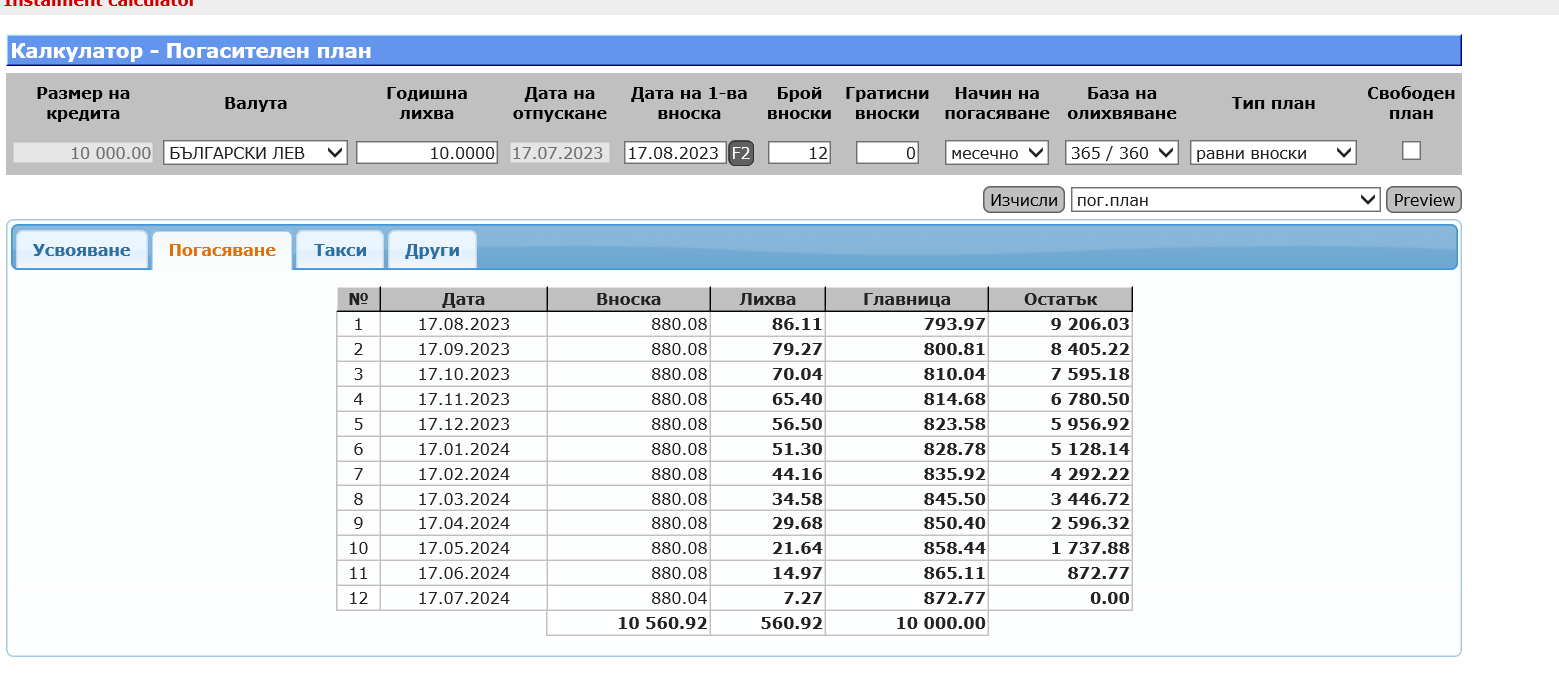 Instalment calculator
Калкулатор - Погасителен план
Размер на кредита Валута Годишна лихва Дата на отпускане Дата на 1-ва вноска Брой вноски Гратисни вноски Начин на погасяване База на олихвяване Тип план Свободен план
10 000.00 БЪЛГАРСКИ ЛЕВ 10.0000 17.07.2023 17.08.2023 F2 12 0 месечно 365 / 360 равни вноски
Изчисли пог.план Preview
Усвояване Погасяване Такси Други
№ Дата Вноска Лихва Главница Остатък
1 17.08.2023 880.08 86.11 793.97 9 206.03
2 17.09.2023 880.08 79.27 800.81 8 405.22
3 17.10.2023 880.08 70.04 810.04 7 595.18
4 17.11.2023 880.08 65.40 814.68 6 780.50
5 17.12.2023 880.08 56.50 823.58 5 956.92
6 17.01.2024 880.08 51.30 828.78 5 128.14
7 17.02.2024 880.08 44.16 835.92 4 292.22
8 17.03.2024 880.08 34.58 845.50 3 446.72
9 17.04.2024 880.08 29.68 850.40 2 596.32
10 17.05.2024 880.08 21.64 858.44 1 737.88
11 17.06.2024 880.08 14.97 865.11 872.77
12 17.07.2024 880.04 7.27 872.77 0.00
10 560.92 560.92 10 000.00